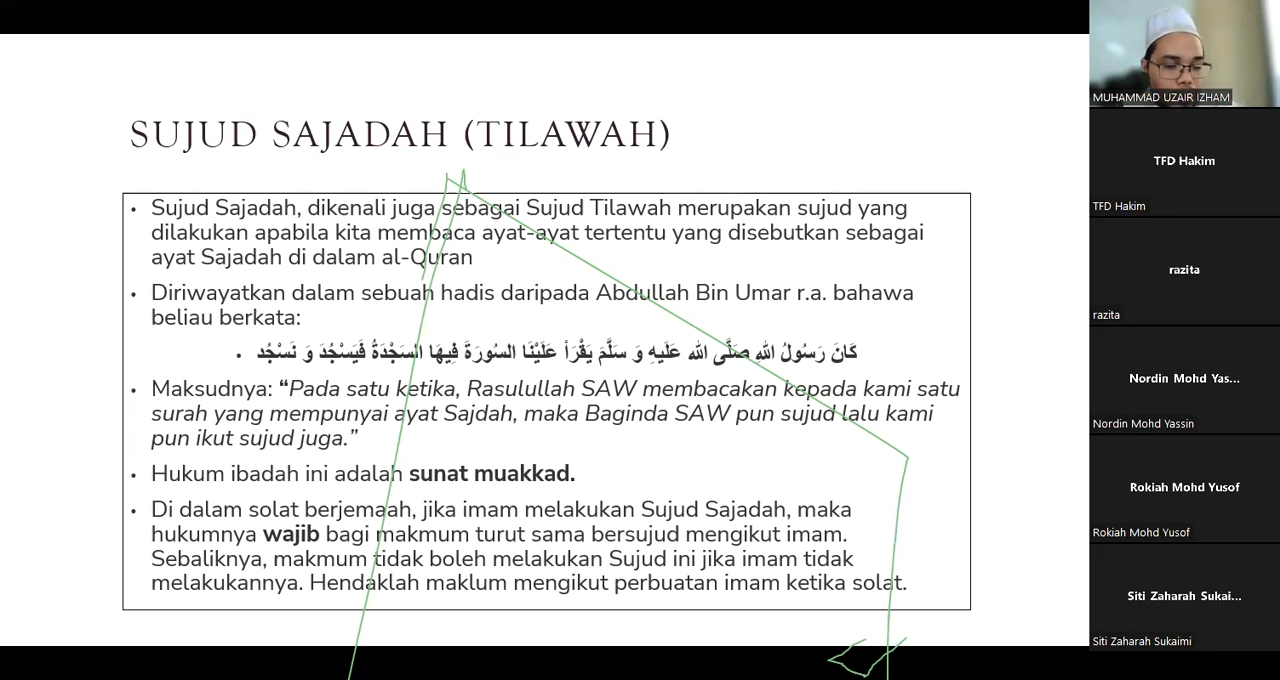 SUJUD SAJADAH (TILAWAH)
• Sujud Sajadah, dikenali juga sebagai Sujud Tilawah merupakan sujud yang
dilakukan apabila kita membaca ayat-ayat tertentu yang disebutkan sebagai
ayat Sajadah di dalam al-Quran
• Diriwayatkan dalam sebuah hadis daripada Abdullah Bin Umar r.a. bahawa
beliau berkata:
كَانَ رَسُولُ اللهِ صَلَّى الله عَلَيهِ وَ سَلَّمَ يَقْرَأ عَلَيْنَا السُورَةَ فِيهَا السَجْدَةُ فَيَسْجُدَ وَ نَسْجُد .
• Maksudnya: “Pada satu ketika, Rasulullah SAW membacakan kepada kami satu
surah yang mempunyai ayat Sajdah, maka Baginda SAW pun sujud lalu kami
pun ikut sujud juga.”
• Hukum ibadah ini adalah sunat muakkad.
• Di dalam solat berjemaah, jika imam melakukan Sujud Sajadah, maka
hukumnya wajib bagi makmum turut sama bersujud mengikut imam.
Sebaliknya, makmum tidak boleh melakukan Sujud ini jika imam tidak
melakukannya. Hendaklah maklum mengikut perbuatan imam ketika solat.
MUHAMMAD UZAIR IZHAM
TFD Hakim
TFD Hakim
razita
razita
Nordin Mohd Yas...
Nordin Mohd Yassin
Rokiah Mohd Yusof
Rokiah Mohd Yusof
Siti Zaharah Sukai...
Siti Zaharah Sukaimi